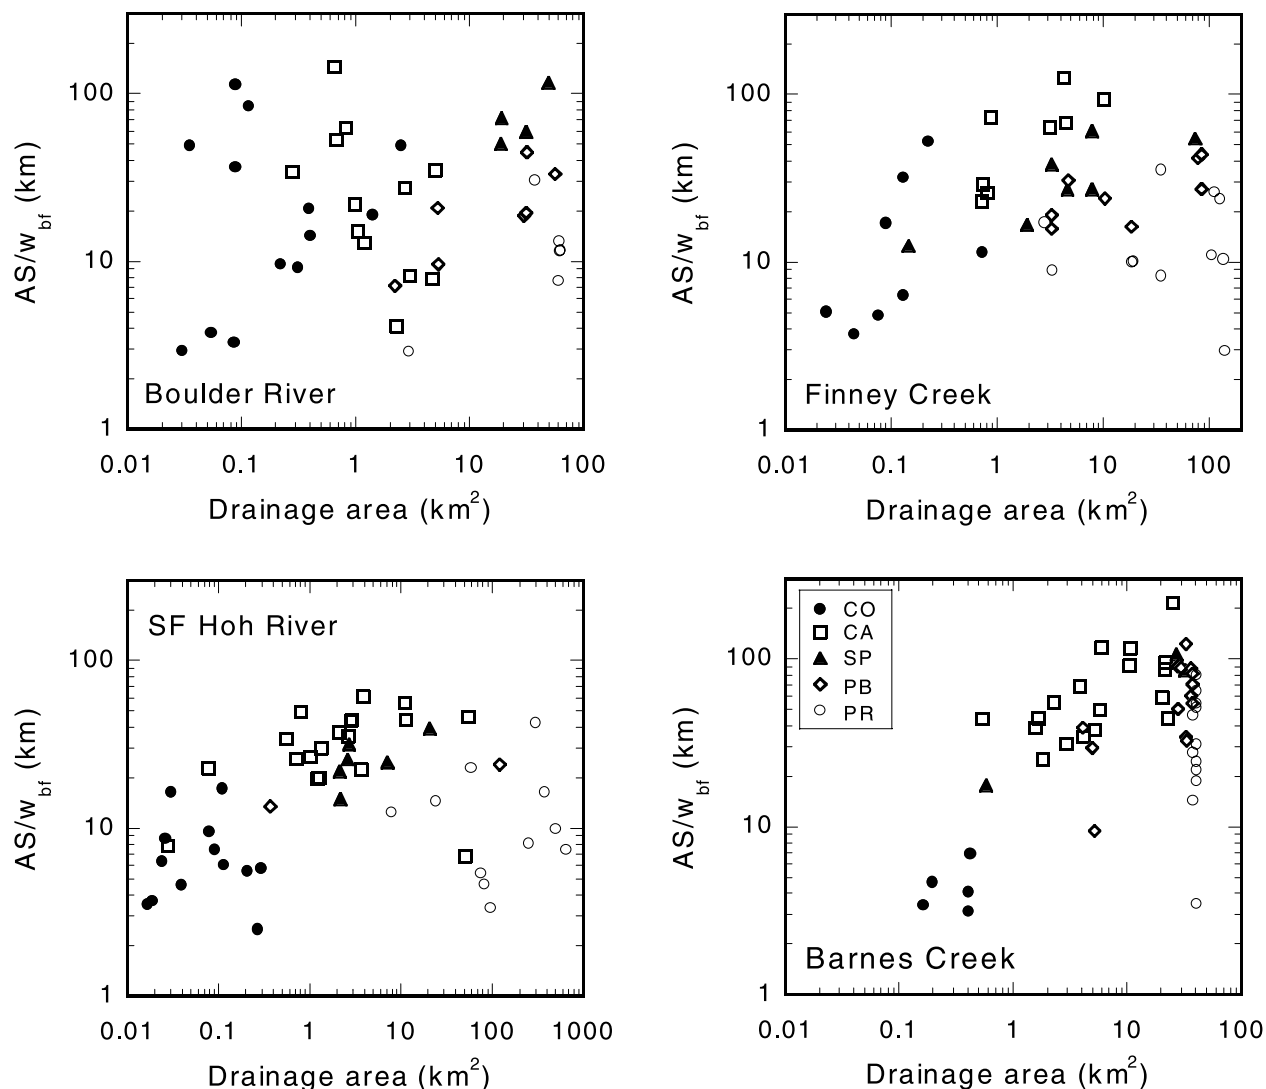 100
10
1
0.01 0.1 1 10 100
AS/w_bf (km)
Drainage area (km²)
Boulder River
100
10
1
0.01 0.1 1 10 100
AS/w_bf (km)
Drainage area (km²)
Finney Creek
100
10
1
0.01 0.1 1 10 100 1000
AS/w_bf (km)
Drainage area (km²)
SF Hoh River
100
10
1
0.01 0.1 1 10 100
AS/w_bf (km)
Drainage area (km²)
CO
CA
SP
PB
PR
Barnes Creek